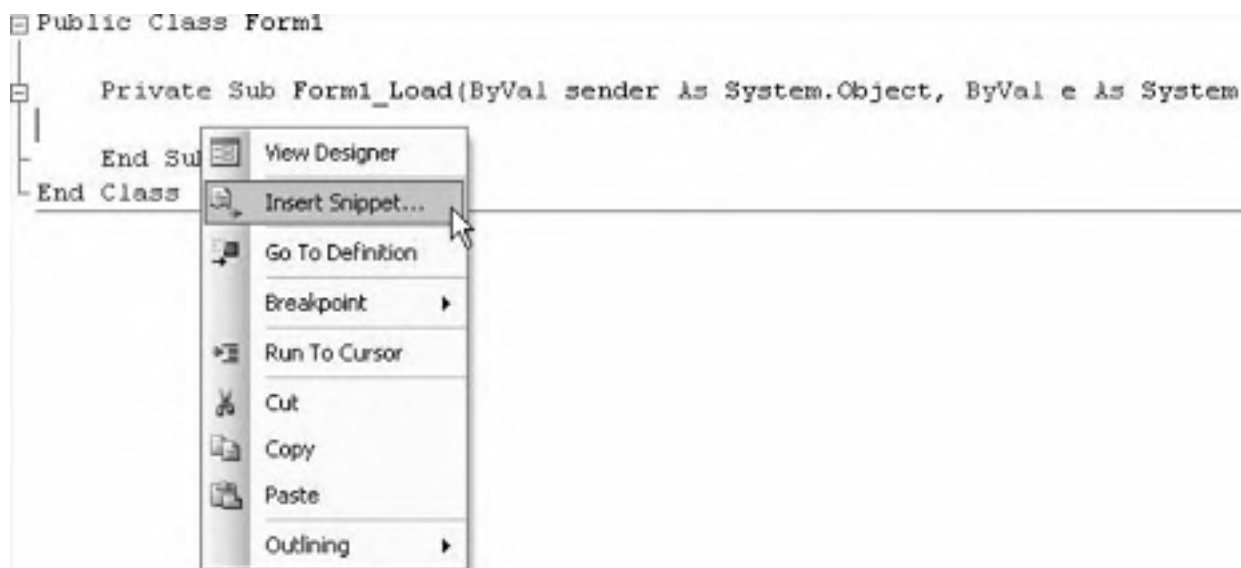 Public Class Form1
Private Sub Form1_Load(ByVal sender As System.Object, ByVal e As System
End Su
End Class
View Designer
Insert Snippet...
Go To Definition
Breakpoint
Run To Cursor
Cut
Copy
Paste
Outlining